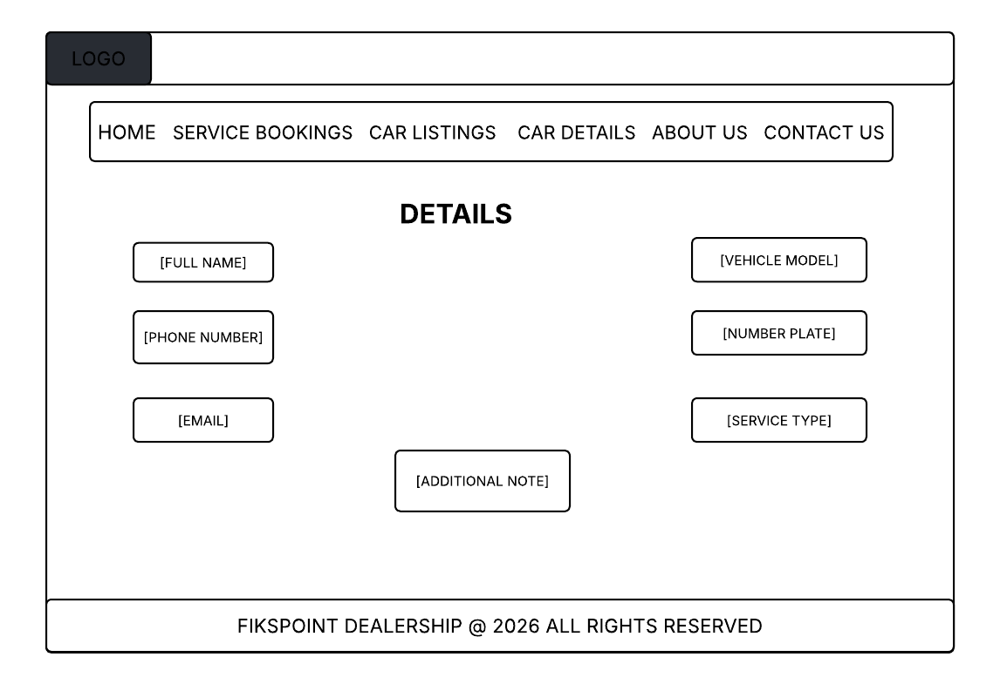 LOGO
HOME SERVICE BOOKINGS CAR LISTINGS CAR DETAILS ABOUT US CONTACT US
DETAILS
[FULL NAME]
[VEHICLE MODEL]
[PHONE NUMBER]
[NUMBER PLATE]
[EMAIL]
[SERVICE TYPE]
[ADDITIONAL NOTE]
FIKSPOINT DEALERSHIP @ 2026 ALL RIGHTS RESERVED